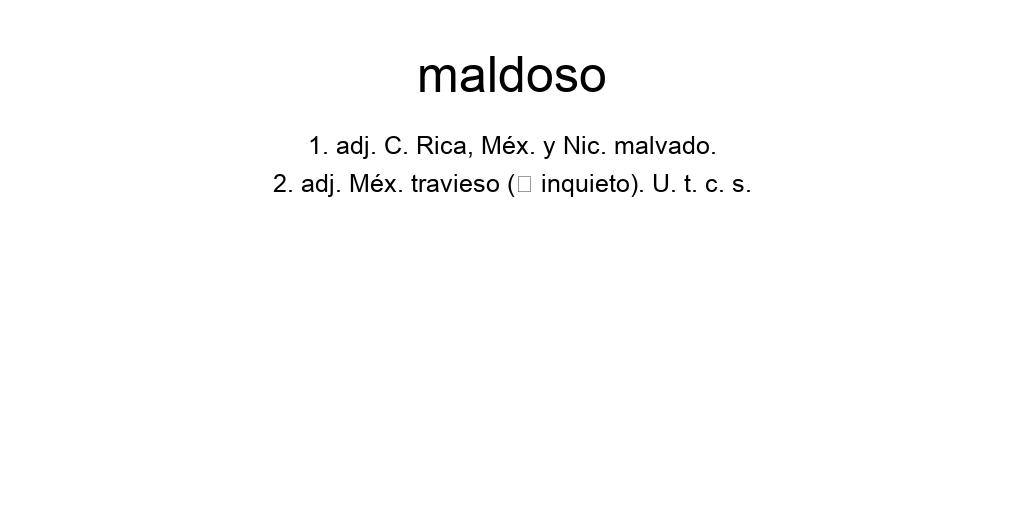 maldoso
1. adj. C. Rica, Méx. y Nic. malvado.
2. adj. Méx. travieso (□ inquieto). U. t. c. s.